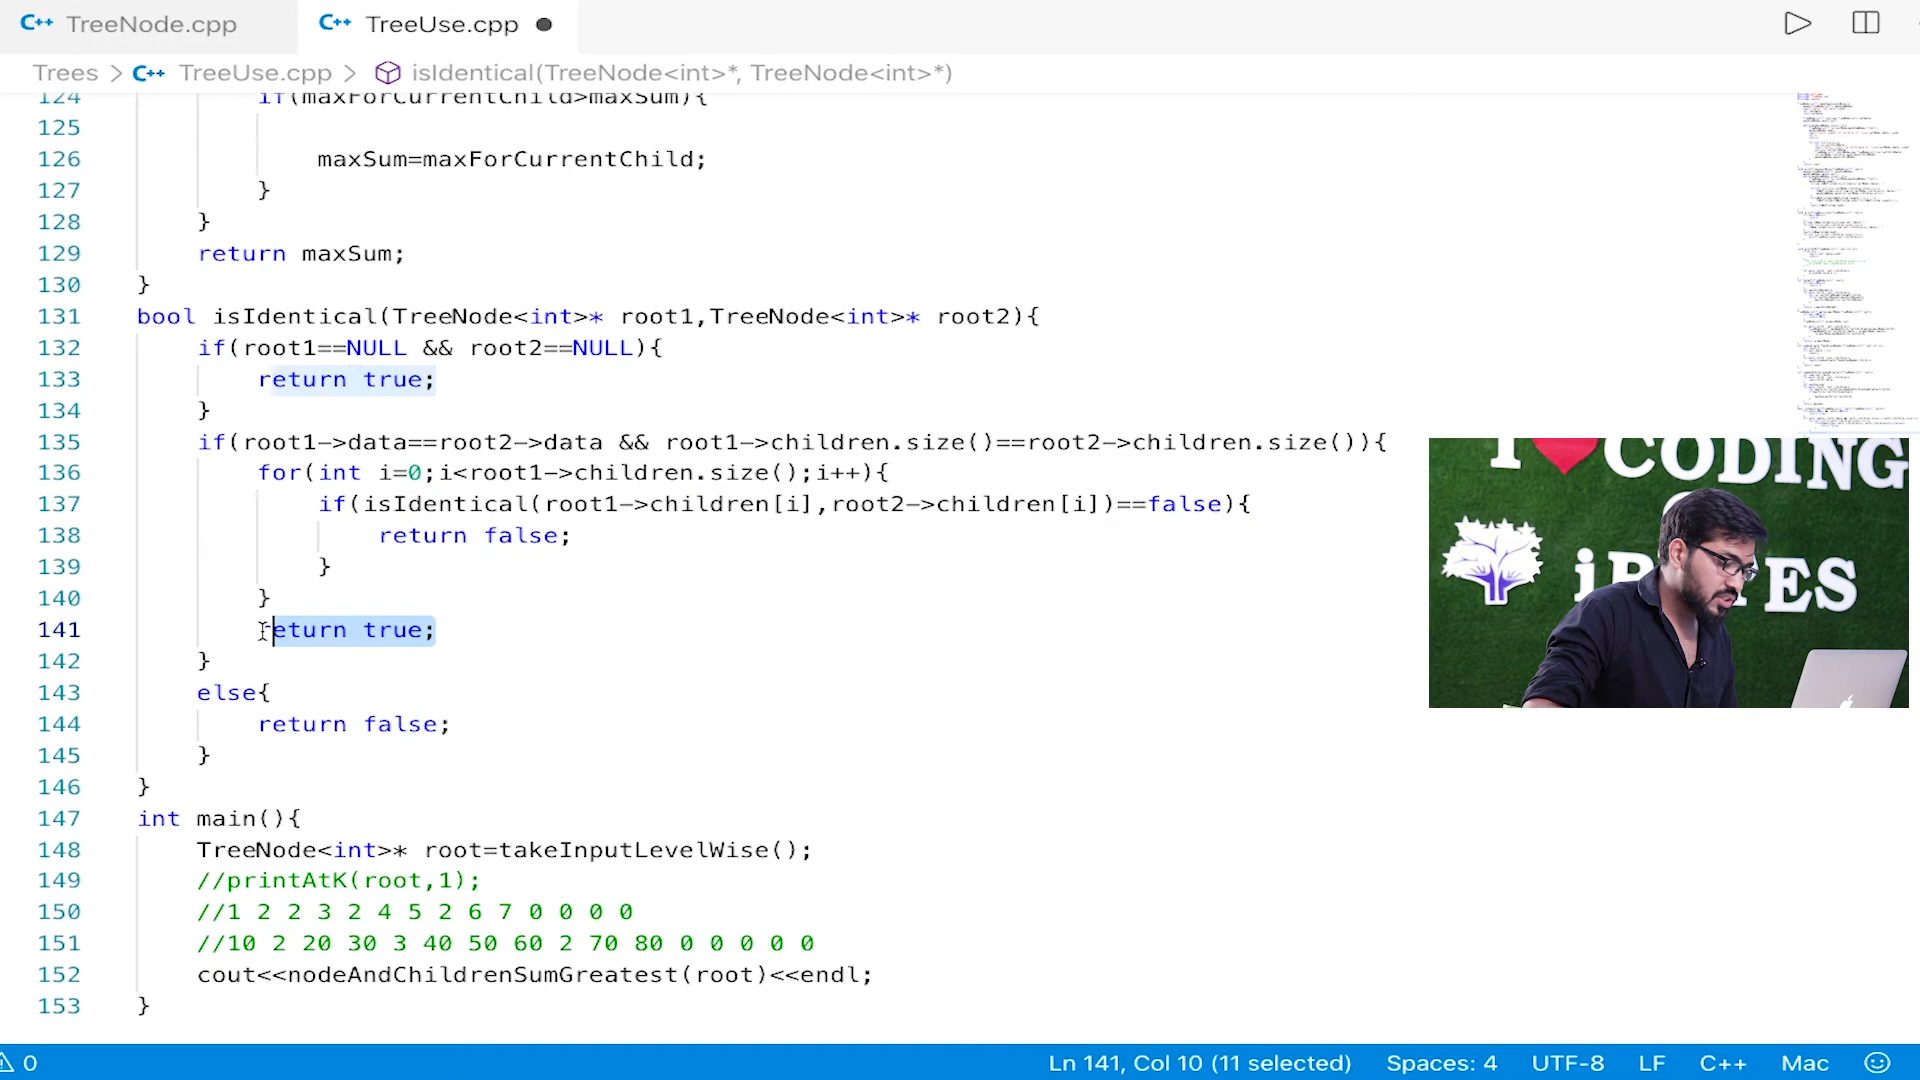 TreeNode.cpp
TreeUse.cpp
Trees > TreeUse.cpp > isIdentical(TreeNode<int>*, TreeNode<int>*)
124 if(maxForCurrentChild>maxSum){
125
126 maxSum=maxForCurrentChild;
127 }
128 }
129 return maxSum;
130 }
131 bool isIdentical(TreeNode<int>* root1,TreeNode<int>* root2){
132 if(root1==NULL && root2==NULL){
133 return true;
134 }
135 if(root1->data==root2->data && root1->children.size()==root2->children.size()){
136 for(int i=0;i<root1->children.size();i++){
137 if(isIdentical(root1->children[i],root2->children[i])==false){
138 return false;
139 }
140 }
141 return true;
142 }
143 else{
144 return false;
145 }
146 }
147 int main(){
148 TreeNode<int>* root=takeInputLevelWise();
149 //printAtK(root,1);
150 //1 2 2 3 2 4 5 2 6 7 0 0 0 0
151 //10 2 20 30 3 40 50 60 2 70 80 0 0 0 0 0
152 cout<<nodeAndChildrenSumGreatest(root)<<endl;
153 }
I CODING
0 Ln 141, Col 10 (11 selected) Spaces: 4 UTF-8 LF C++ Mac